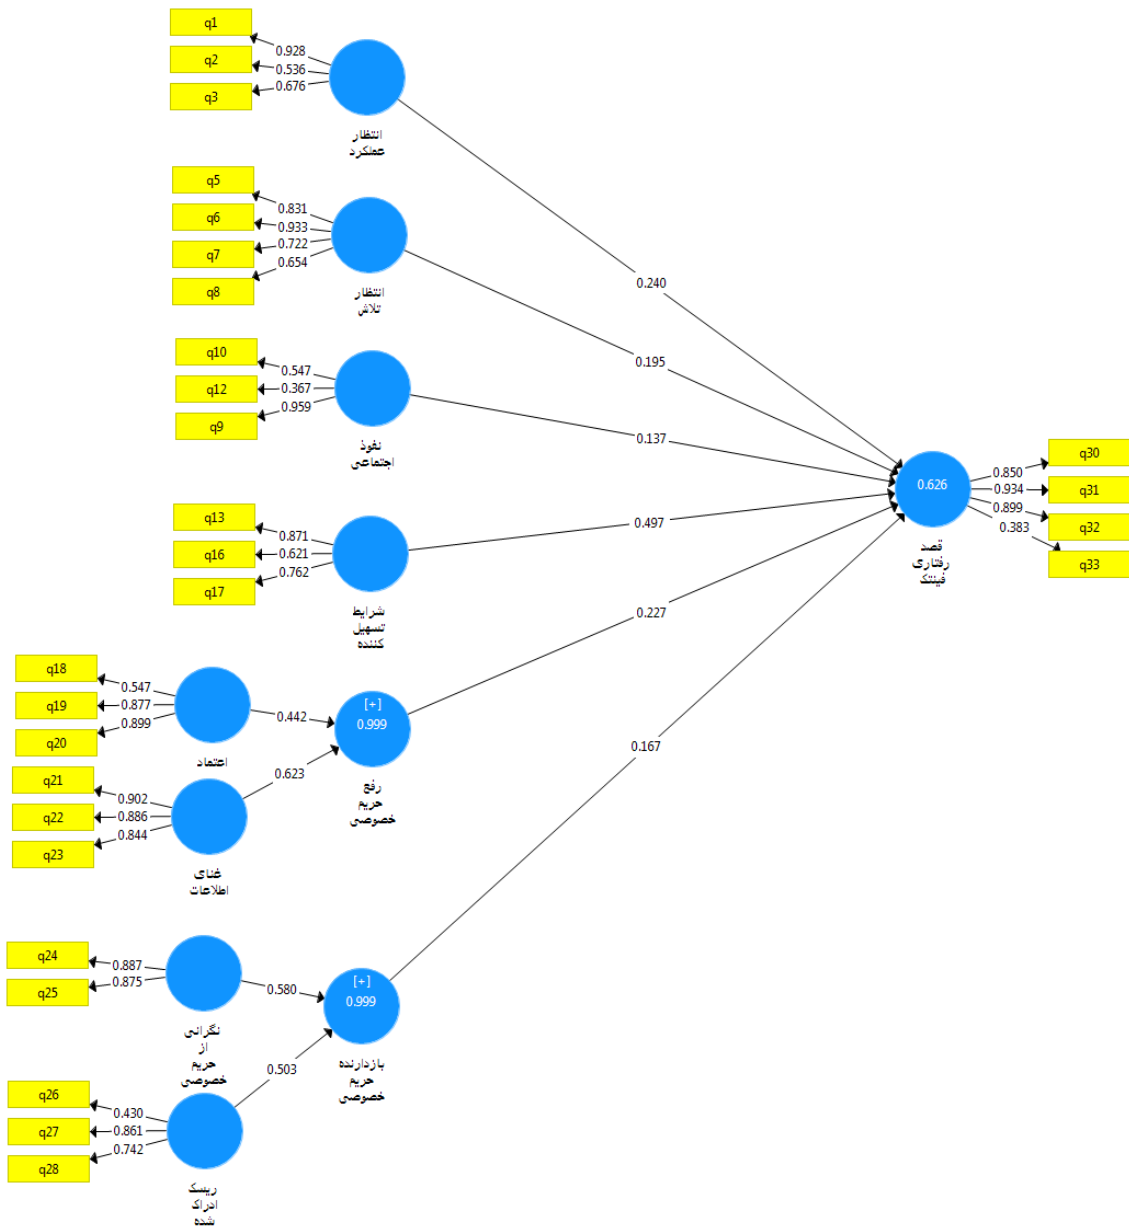 q1
q2
q3
0.928
0.536
0.676
انتظار
عملکرد
q5
q6
q7
q8
0.831
0.933
0.722
0.654
انتظار
تلاش
q10
q12
q9
0.547
0.367
0.959
نفوذ
اجتماعی
q13
q16
q17
0.871
0.621
0.762
شرایط
تسهیل
کننده
q18
q19
q20
0.547
0.877
0.899
اعتماد
q21
q22
q23
0.902
0.886
0.844
غنای
اطلاعات
0.442
0.623
[+]
0.999
رفع
حریم
خصوصی
q24
q25
0.887
0.875
نگرانی
از
حریم
خصوصی
q26
q27
q28
0.430
0.861
0.742
ریسک
ادراک
شده
0.580
0.503
[+]
0.999
بازدارنده
حریم
خصوصی
0.240
0.195
0.137
0.497
0.227
0.167
0.626
قصد
رفتاری
فینتک
0.850
0.934
0.899
0.383
q30
q31
q32
q33